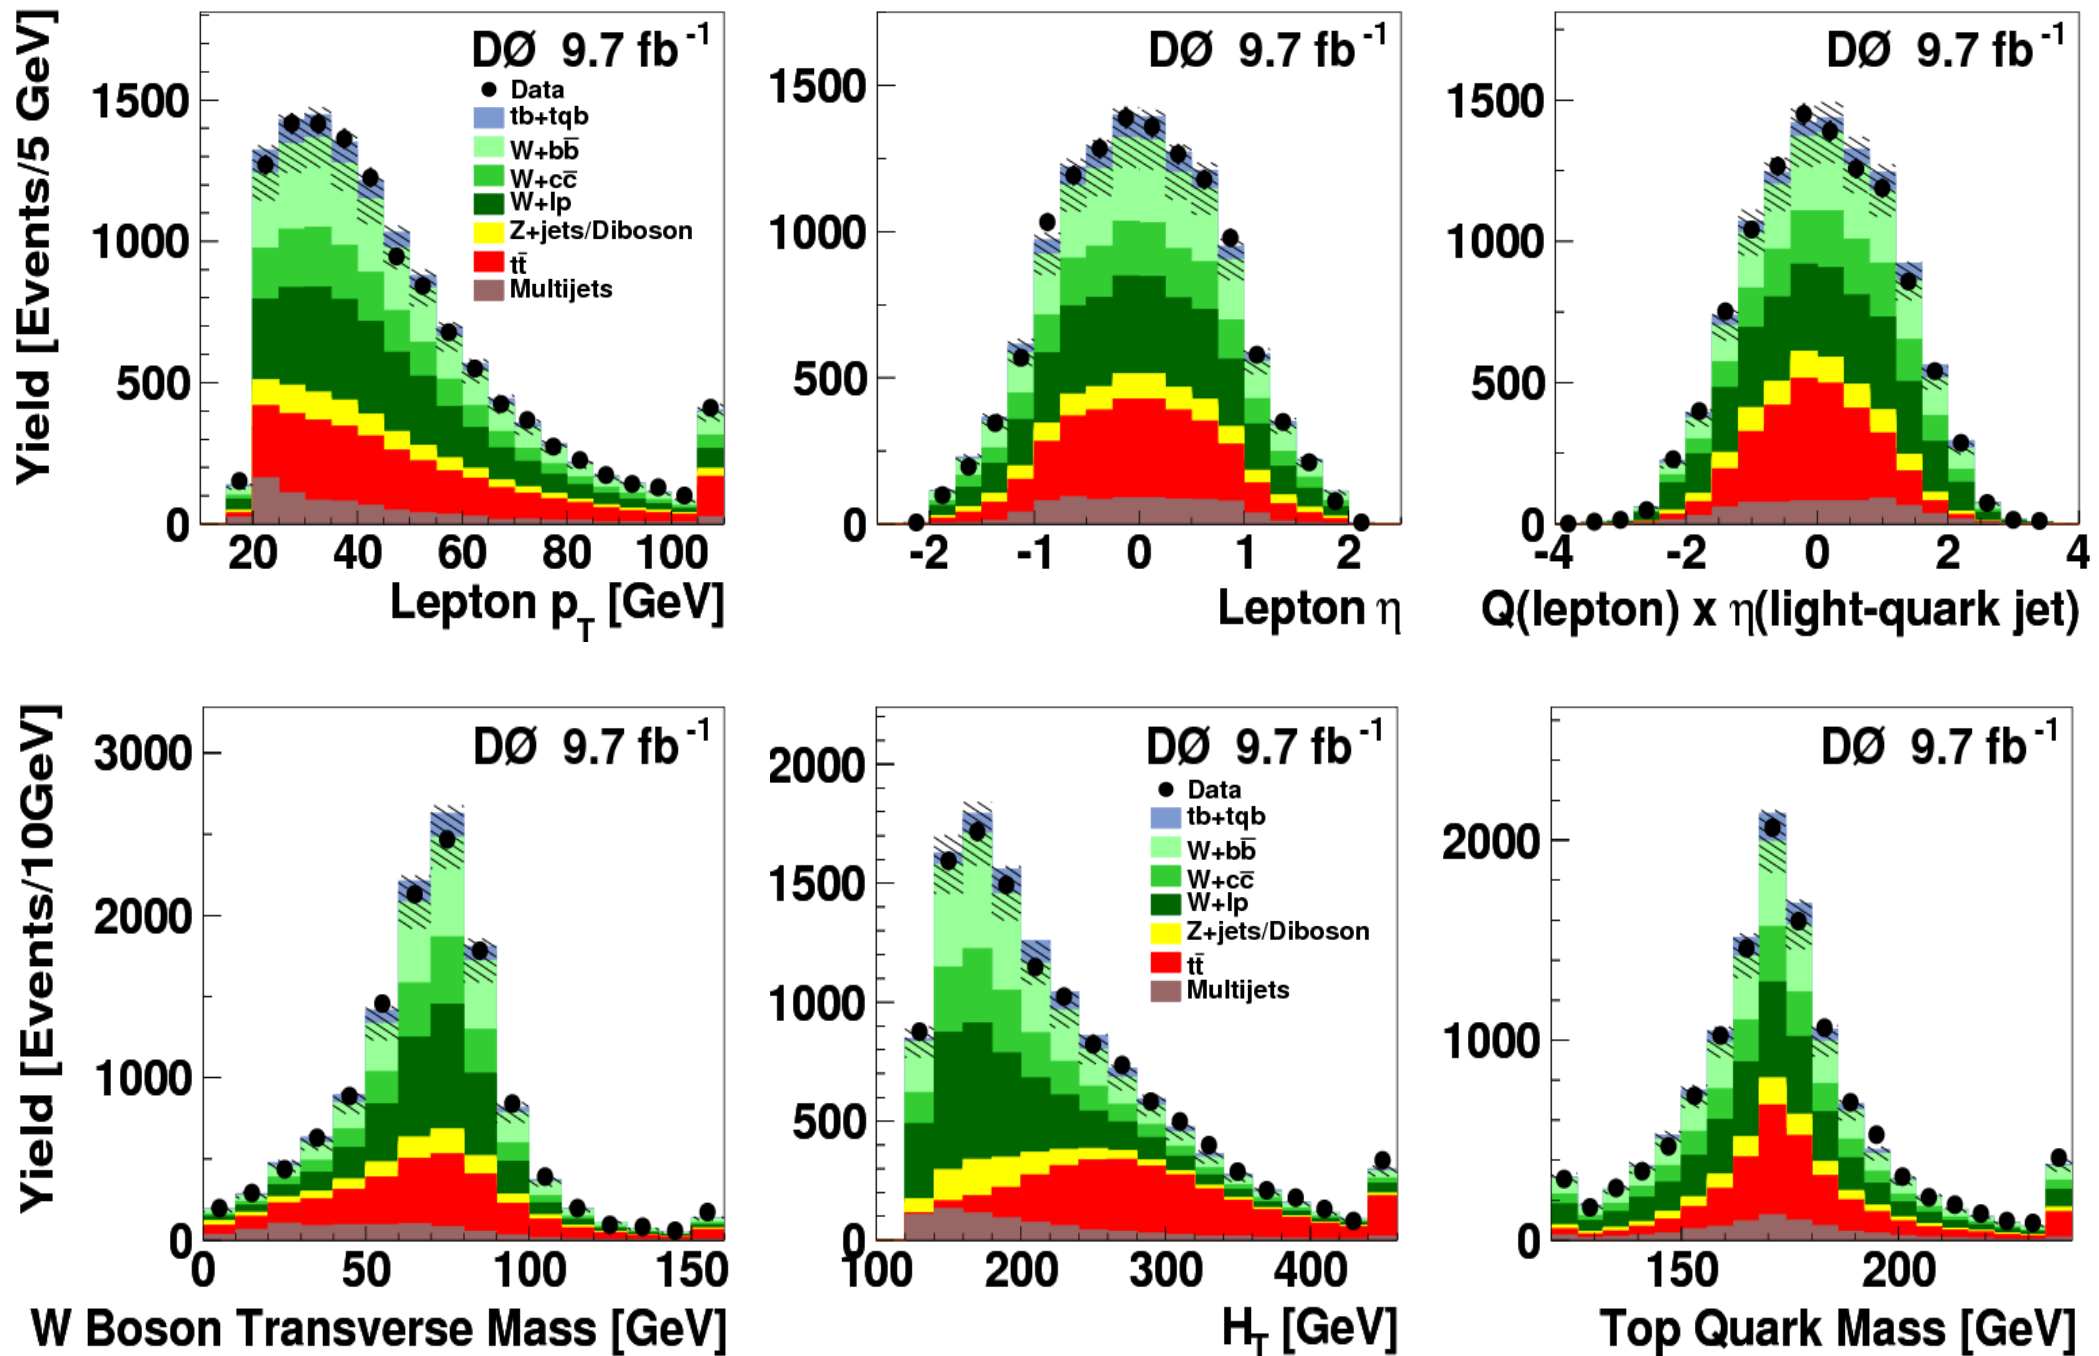 Yield [Events/5 GeV]
DØ 9.7 fb⁻¹
Data
tb+tqb
W+bb̄
W+cc̄
W+lp
Z+jets/Diboson
tt̄
Multijets
1500
1000
500
0
20 40 60 80 100
Lepton p_T [GeV]
DØ 9.7 fb⁻¹
1500
1000
500
0
-2 -1 0 1 2
Lepton η
DØ 9.7 fb⁻¹
1500
1000
500
0
-4 -2 0 2 4
Q(lepton) x η(light-quark jet)
Yield [Events/10GeV]
DØ 9.7 fb⁻¹
3000
2000
1000
0
0 50 100 150
W Boson Transverse Mass [GeV]
DØ 9.7 fb⁻¹
Data
tb+tqb
W+bb̄
W+cc̄
W+lp
Z+jets/Diboson
tt̄
Multijets
2000
1500
1000
500
0
100 200 300 400
H_T [GeV]
DØ 9.7 fb⁻¹
2000
1000
0
150 200
Top Quark Mass [GeV]